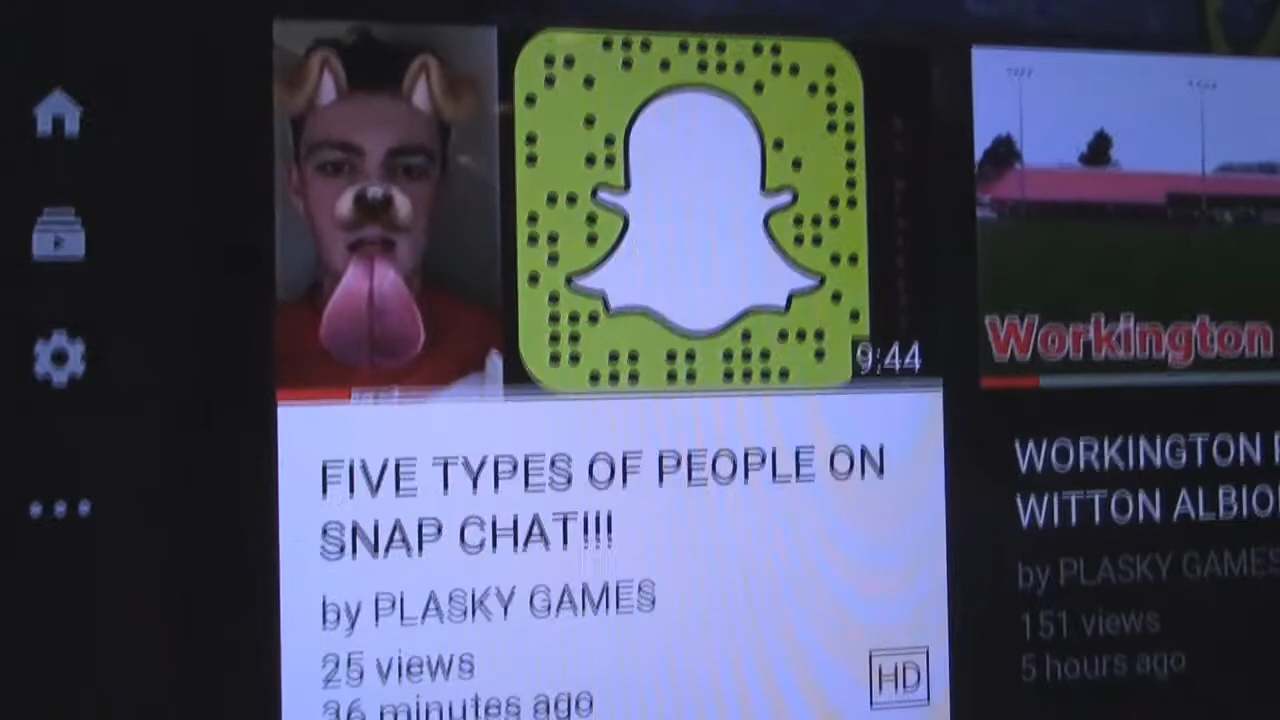 9:44
FIVE TYPES OF PEOPLE ON
SNAP CHAT!!!
by PLASKY GAMES
25 views
36 minutes ago
HD
Workington
WORKINGTON
WITTON ALBIO
by PLASKY GAMES
151 views
5 hours ago